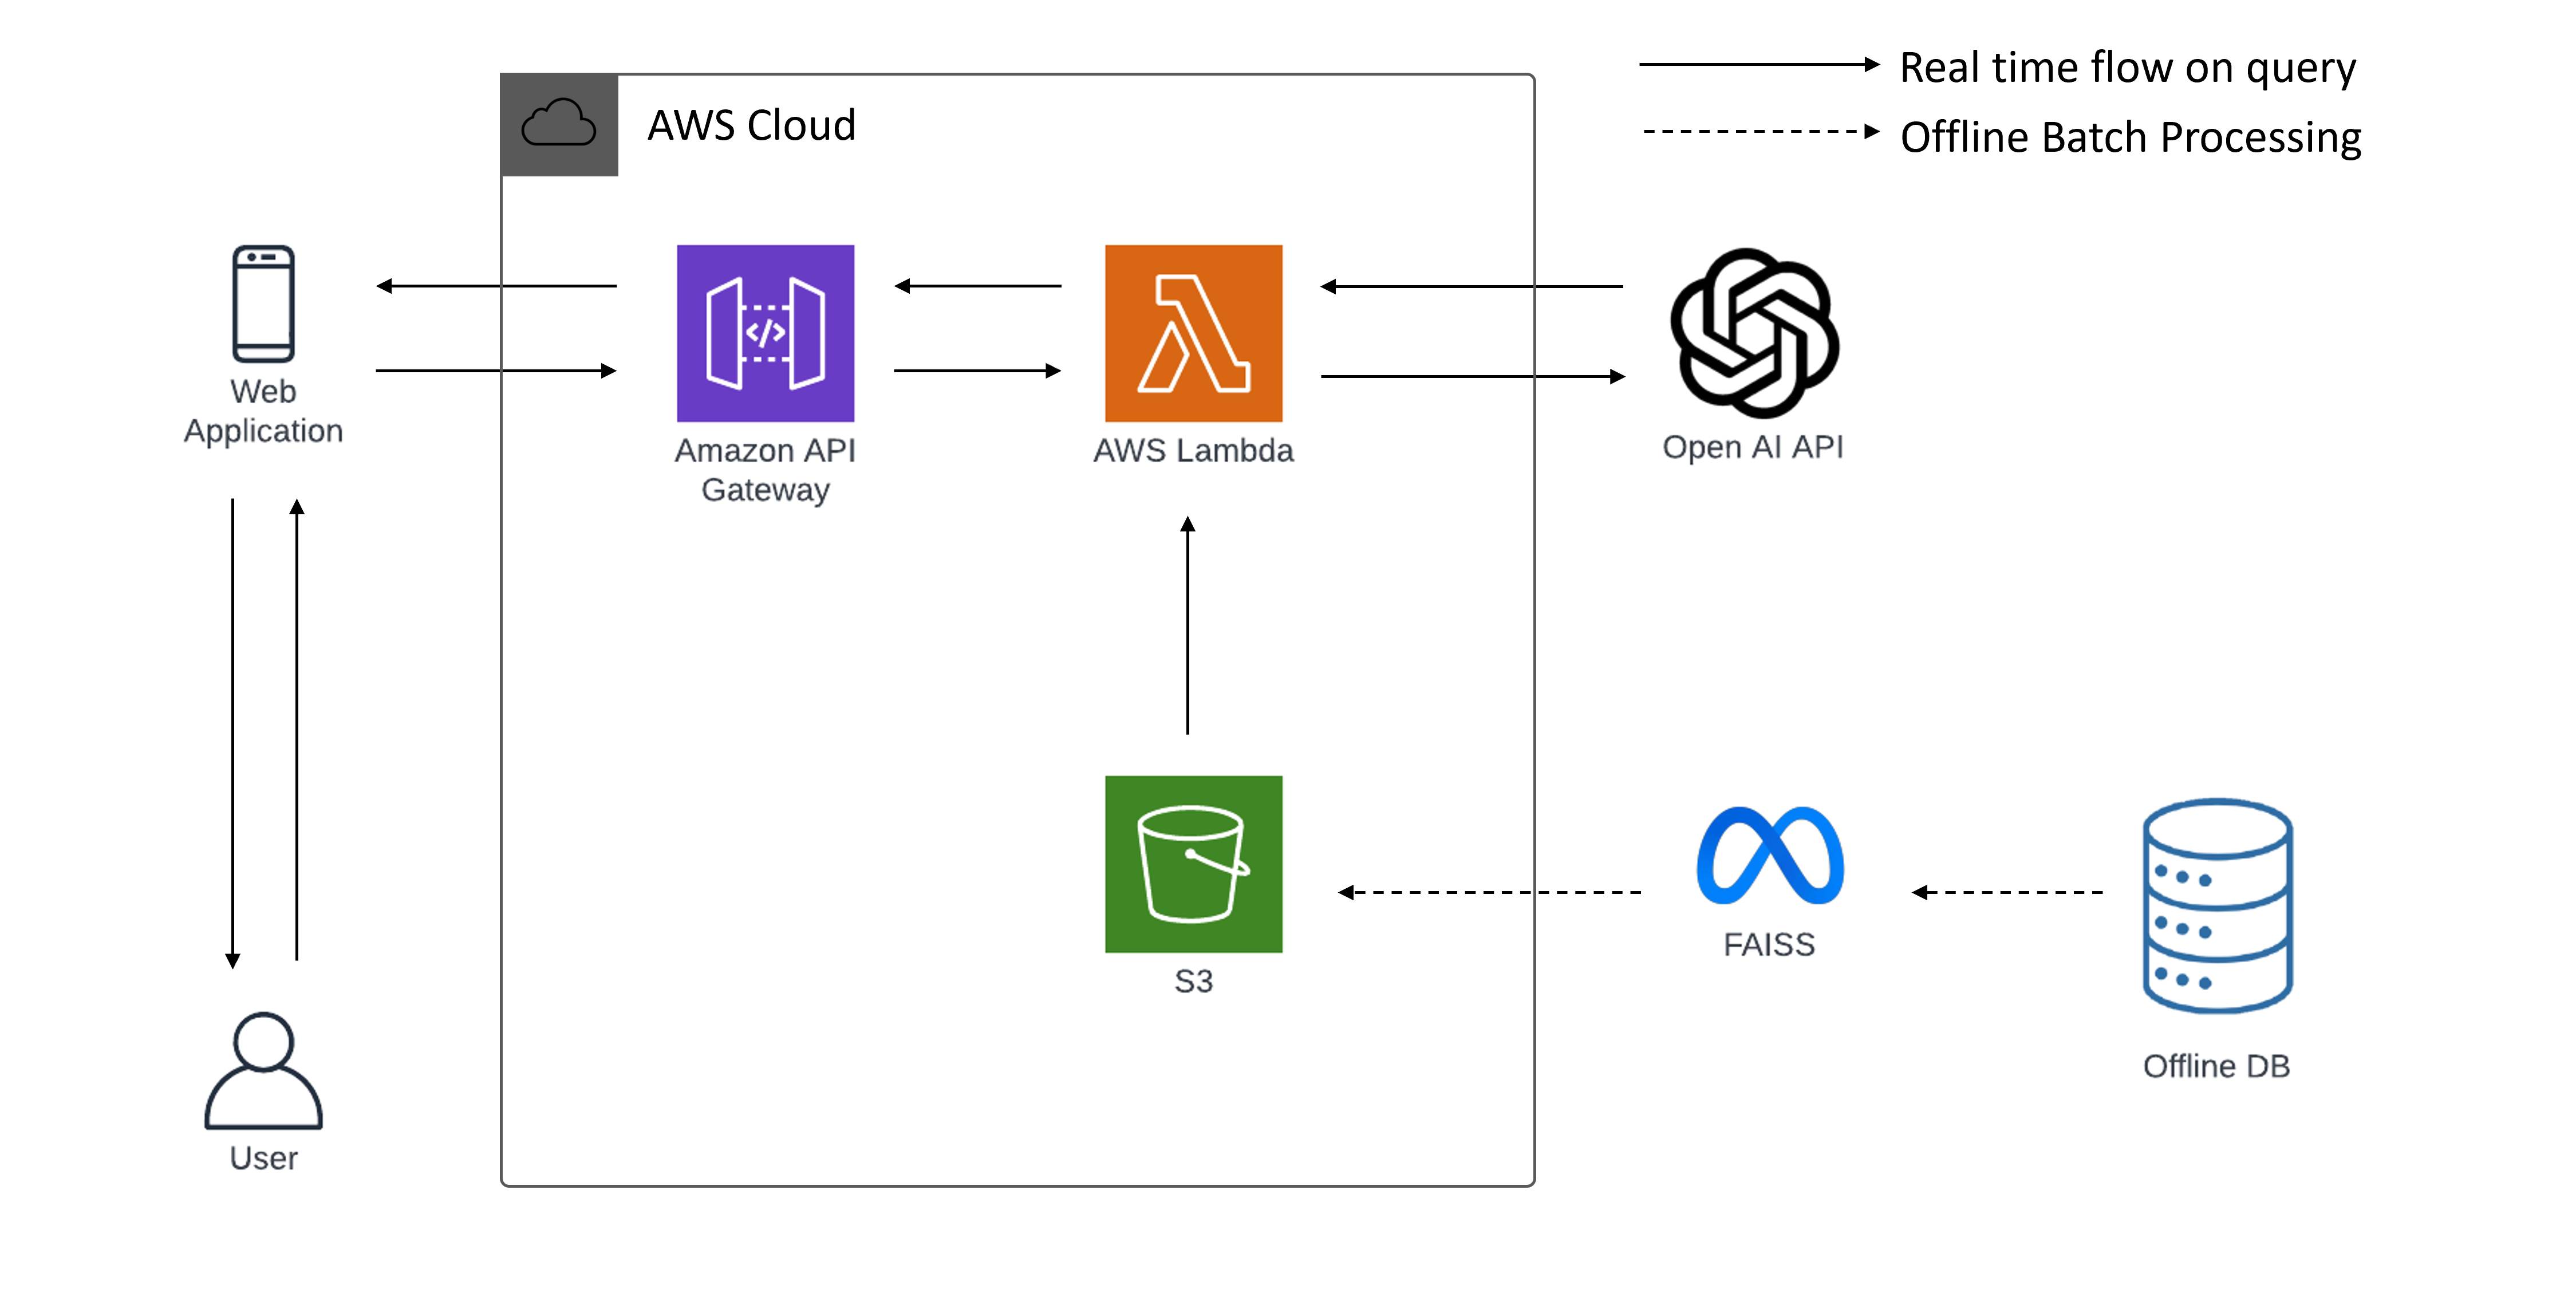 Real time flow on query
Offline Batch Processing
AWS Cloud
Web
Application
Amazon API
Gateway
AWS Lambda
Open AI API
S3
FAISS
Offline DB
User